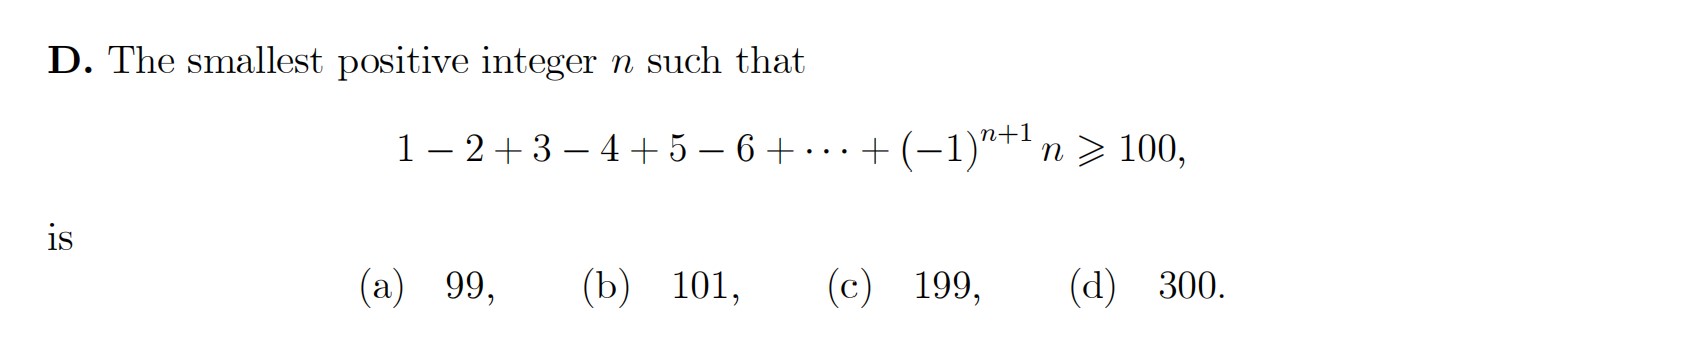 D. The smallest positive integer n such that
1 − 2 + 3 − 4 + 5 − 6 + ⋯ + (−1)^{n+1} n ⩾ 100,
is
(a) 99, (b) 101, (c) 199, (d) 300.